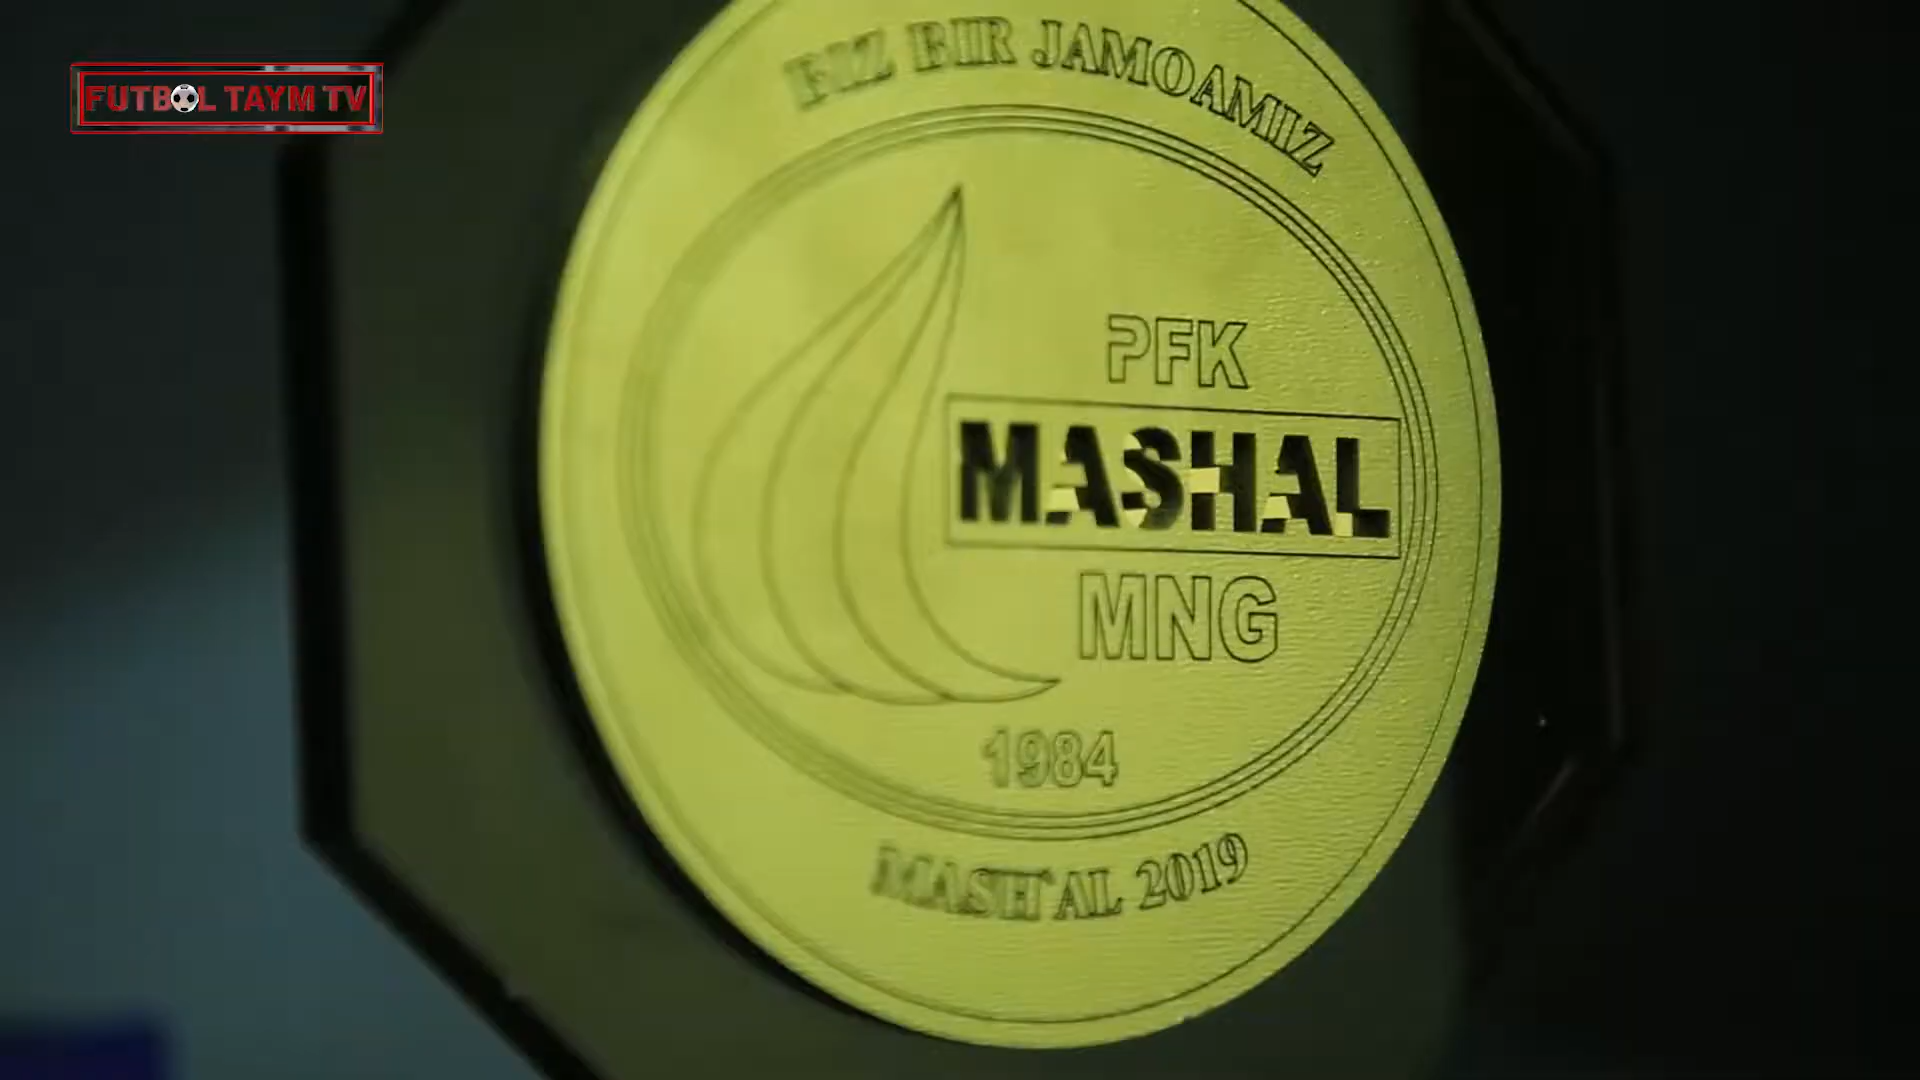 FUTBOL TAYM TV
BIZ BIR JAMOAMIZ
PFK
MASHAL
MNG
1984
MASH'AL 2019